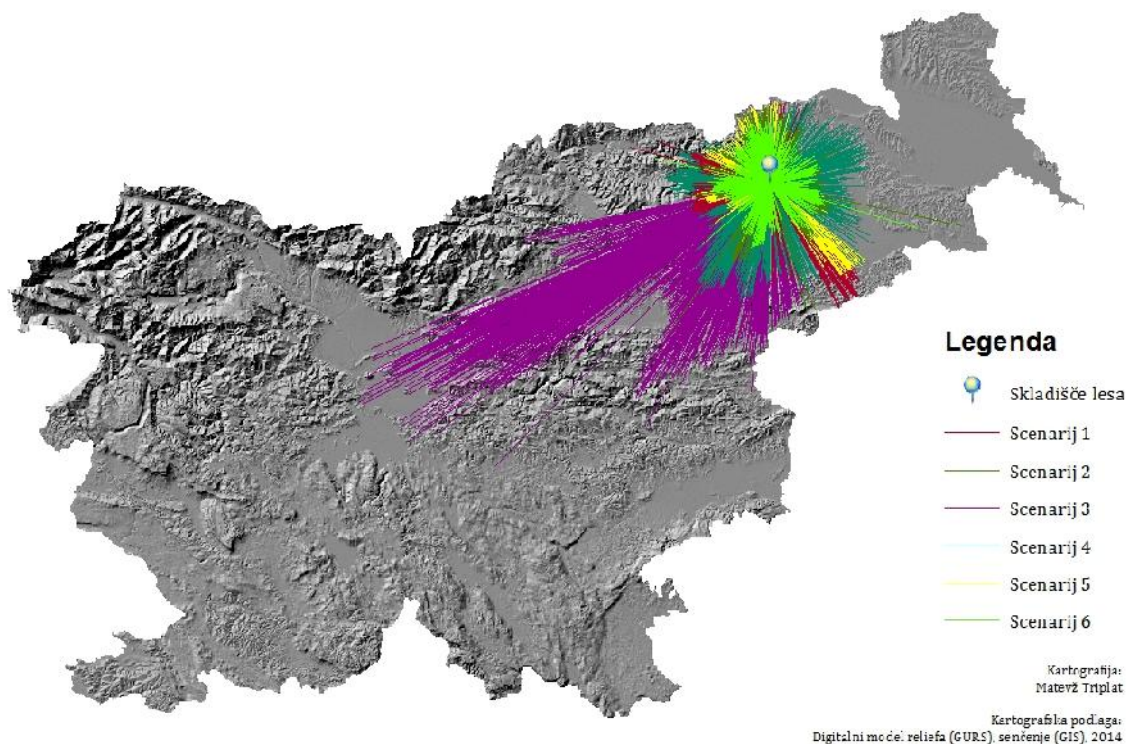 Legenda
Skladišče lesa
Scenarij 1
Scenarij 2
Scenarij 3
Scenarij 4
Scenarij 5
Scenarij 6
Kartografija:
Matevž Triplat
Kartografska podlaga:
Digitalni model reliefa (GURS), senčenje (GIS), 2014